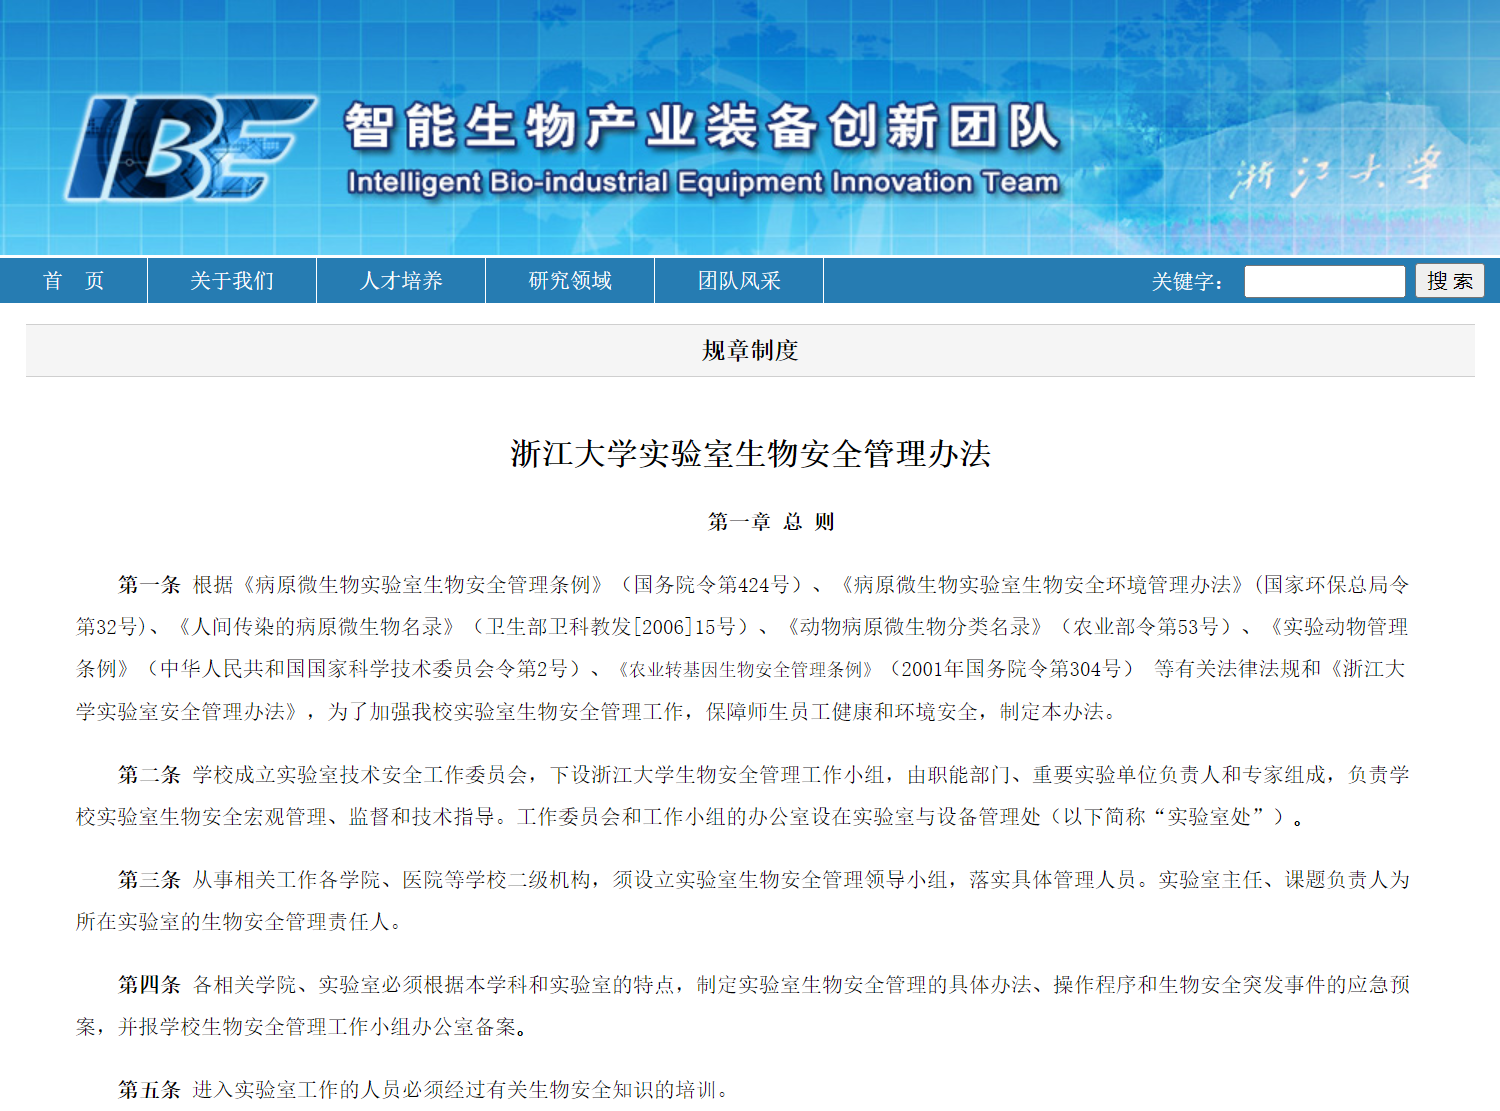 IBE
智能生物产业装备创新团队
Intelligent Bio-industrial Equipment Innovation Team
浙江大学
首 页 关于我们 人才培养 研究领域 团队风采 关键字： 搜 索
规章制度
浙江大学实验室生物安全管理办法
第一章 总 则
第一条 根据《病原微生物实验室生物安全管理条例》（国务院令第424号）、《病原微生物实验室生物安全环境管理办法》(国家环保总局令
第32号)、《人间传染的病原微生物名录》（卫生部卫科教发[2006]15号）、《动物病原微生物分类名录》（农业部令第53号）、《实验动物管理
条例》（中华人民共和国国家科学技术委员会令第2号）、《农业转基因生物安全管理条例》（2001年国务院令第304号） 等有关法律法规和《浙江大
学实验室安全管理办法》，为了加强我校实验室生物安全管理工作，保障师生员工健康和环境安全，制定本办法。
第二条 学校成立实验室技术安全工作委员会，下设浙江大学生物安全管理工作小组，由职能部门、重要实验单位负责人和专家组成，负责学
校实验室生物安全宏观管理、监督和技术指导。工作委员会和工作小组的办公室设在实验室与设备管理处（以下简称“实验室处”）。
第三条 从事相关工作各学院、医院等学校二级机构，须设立实验室生物安全管理领导小组，落实具体管理人员。实验室主任、课题负责人为
所在实验室的生物安全管理责任人。
第四条 各相关学院、实验室必须根据本学科和实验室的特点，制定实验室生物安全管理的具体办法、操作程序和生物安全突发事件的应急预
案，并报学校生物安全管理工作小组办公室备案。
第五条 进入实验室工作的人员必须经过有关生物安全知识的培训。